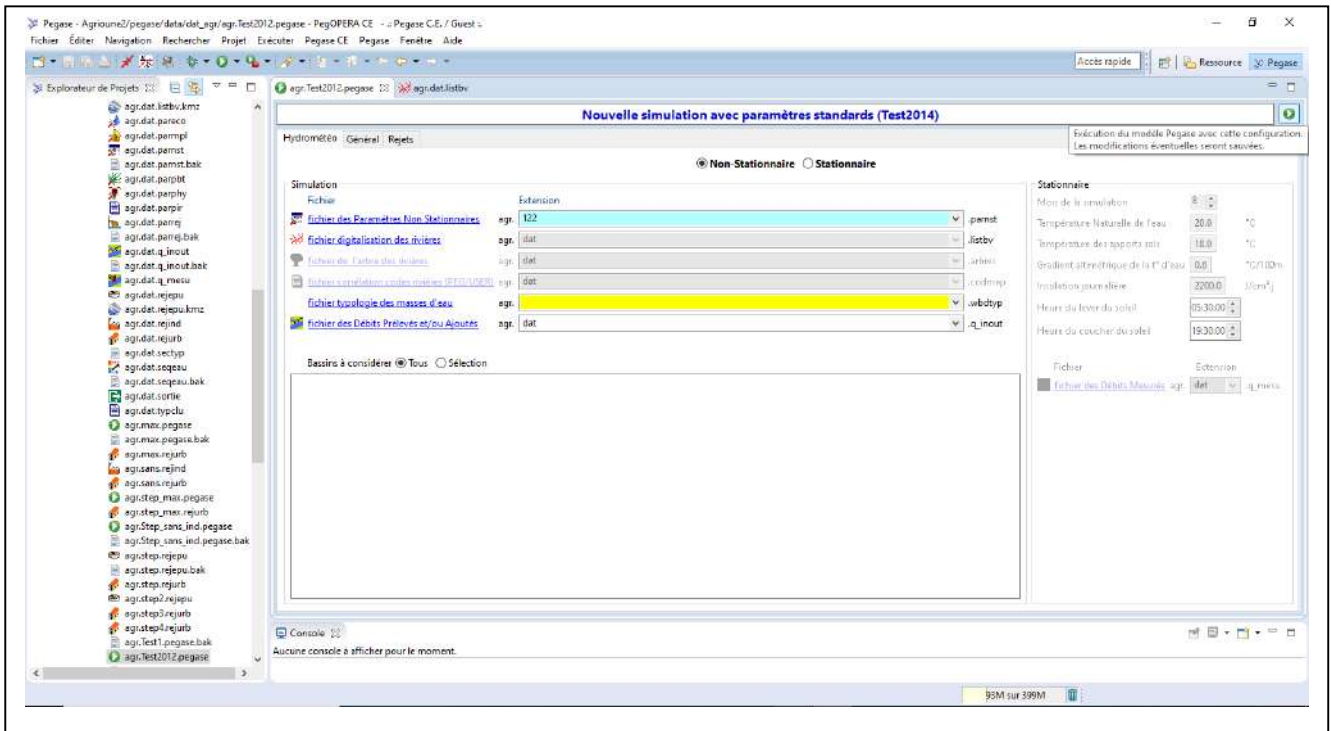 Pegase - Agrioune2/pegase/data/dat_agr/agr.Test2012.pegase - PegOPERA CE - .: Pegase C.E. / Guest :.
Fichier Éditer Navigation Rechercher Projet Exécuter Pegase CE Pegase Fenêtre Aide
Accès rapide Ressource Pegase
Explorateur de Projets
agr.dat.listbv.kmz
agr.dat.pareco
agr.dat.parmpl
agr.dat.parnst
agr.dat.parnst.bak
agr.dat.parpbt
agr.dat.parphy
agr.dat.parpir
agr.dat.parrej
agr.dat.parrej.bak
agr.dat.q_inout
agr.dat.q_inout.bak
agr.dat.q_mesu
agr.dat.rejepu
agr.dat.rejepu.kmz
agr.dat.rejind
agr.dat.rejurb
agr.dat.sectyp
agr.dat.seqeau
agr.dat.seqeau.bak
agr.dat.sortie
agr.dat.typclu
agr.max.pegase
agr.max.pegase.bak
agr.max.rejurb
agr.sans.rejind
agr.sans.rejurb
agr.step_max.pegase
agr.step_max.rejurb
agr.Step_sans_ind.pegase
agr.Step_sans_ind.pegase.bak
agr.step.rejepu
agr.step.rejepu.bak
agr.step.rejurb
agr.step2.rejepu
agr.step3.rejurb
agr.step4.rejurb
agr.Test1.pegase.bak
agr.Test2012.pegase
agr.Test2012.pegase agr.dat.listbv
Nouvelle simulation avec paramètres standards (Test2014)
Exécution du modèle Pegase avec cette configuration.
Les modifications éventuelles seront sauvées.
Hydrométéo Général Rejets
Non-Stationnaire Stationnaire
Simulation
Fichier Extension
fichier des Paramètres Non Stationnaires agr. 122 .parnst
fichier digitalisation des rivières agr. dat .listbv
fichier de l'arbre des rivières agr. dat
fichier corrélation codes rivières (PEG/USER) agr. dat .codmap
fichier typologie des masses d'eau agr. .wbdtyp
fichier des Débits Prélevés et/ou Ajoutés agr. dat .q_inout
Bassins à considérer Tous Sélection
Stationnaire
Mois de la simulation 8
Température Naturelle de l'eau 20.0 °C
Température des apports sols 18.0 °C
Gradient altimétrique de la t° d'eau 0.0 °C/100m
Insolation journalière 2200.0 J/cm².j
Heure du lever du soleil 05:30:00
Heure du coucher du soleil 19:30:00
Fichier Extension
fichier des Débits Mesurés agr. dat .q_mesu
Console
Aucune console à afficher pour le moment.
93M sur 399M